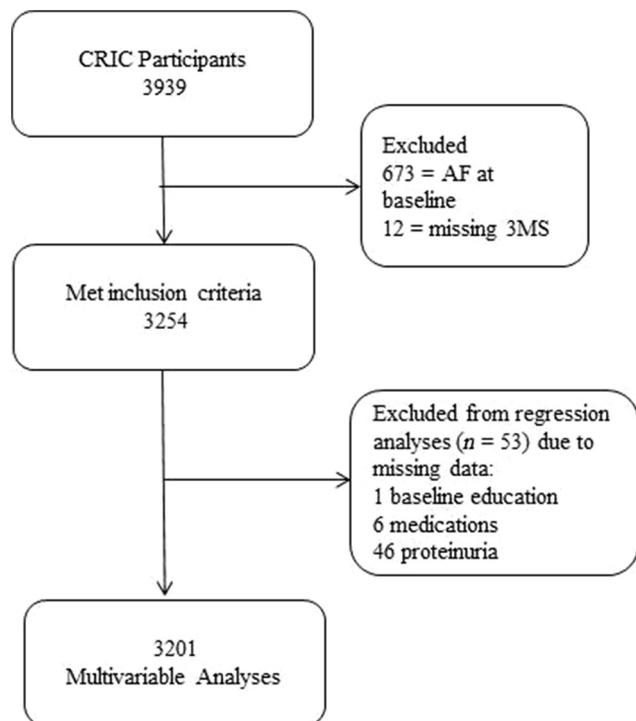 CRIC Participants
3939
Excluded
673 = AF at
baseline
12 = missing 3MS
Met inclusion criteria
3254
Excluded from regression
analyses (n = 53) due to
missing data:
1 baseline education
6 medications
46 proteinuria
3201
Multivariable Analyses